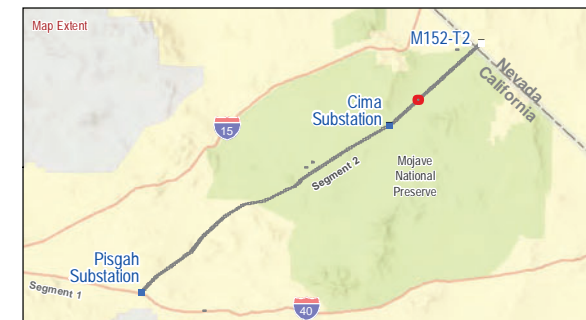 Map Extent
M152-T2
Nevada
California
Cima
Substation
15
Segment 2
Mojave
National
Preserve
Pisgah
Substation
Segment 1
40